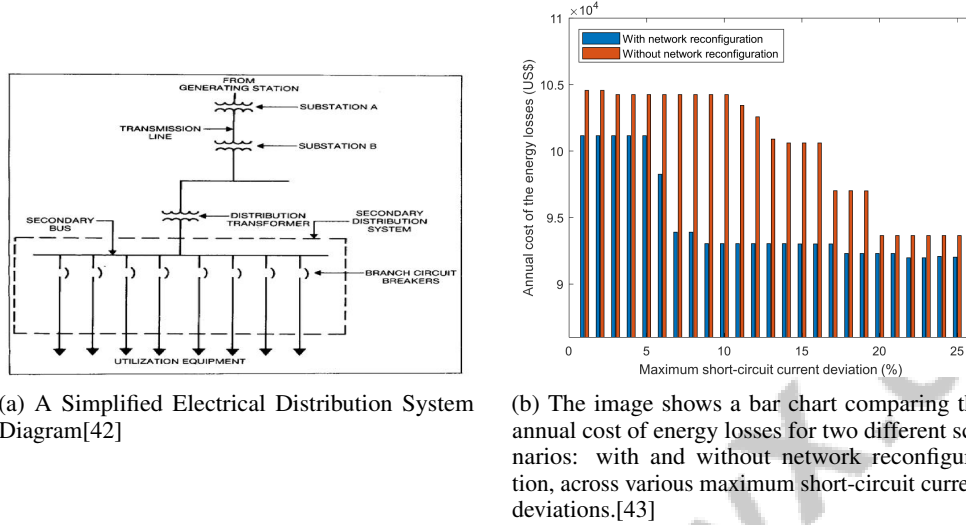 FROM
GENERATING STATION
SUBSTATION A
TRANSMISSION
LINE
SUBSTATION B
DISTRIBUTION
TRANSFORMER
SECONDARY
BUS
SECONDARY
DISTRIBUTION
SYSTEM
BRANCH CIRCUIT
BREAKERS
UTILIZATION EQUIPMENT
(a) A Simplified Electrical Distribution System
Diagram[42]
×10⁴
11
10.5
10
9.5
9
Annual cost of the energy losses (US$)
With network reconfiguration
Without network reconfiguration
0 5 10 15 20 25
Maximum short-circuit current deviation (%)
(b) The image shows a bar chart comparing th
annual cost of energy losses for two different sc
narios: with and without network reconfigur
tion, across various maximum short-circuit curre
deviations.[43]